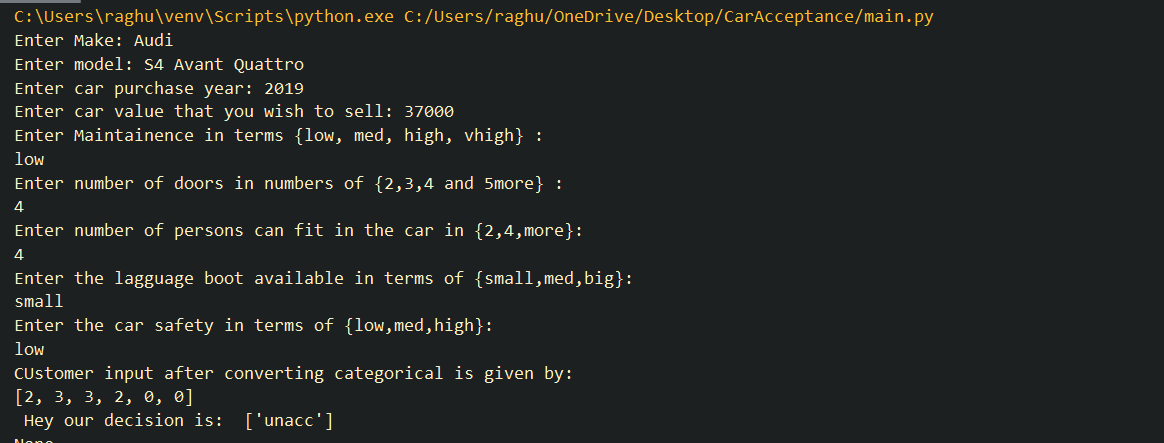 C:\Users\raghu\venv\Scripts\python.exe C:/Users/raghu/OneDrive/Desktop/CarAcceptance/main.py
Enter Make: Audi
Enter model: S4 Avant Quattro
Enter car purchase year: 2019
Enter car value that you wish to sell: 37000
Enter Maintainence in terms {low, med, high, vhigh} :
low
Enter number of doors in numbers of {2,3,4 and 5more} :
4
Enter number of persons can fit in the car in {2,4,more}:
4
Enter the lagguage boot available in terms of {small,med,big}:
small
Enter the car safety in terms of {low,med,high}:
low
CUstomer input after converting categorical is given by:
[2, 3, 3, 2, 0, 0]
Hey our decision is:  ['unacc']
None